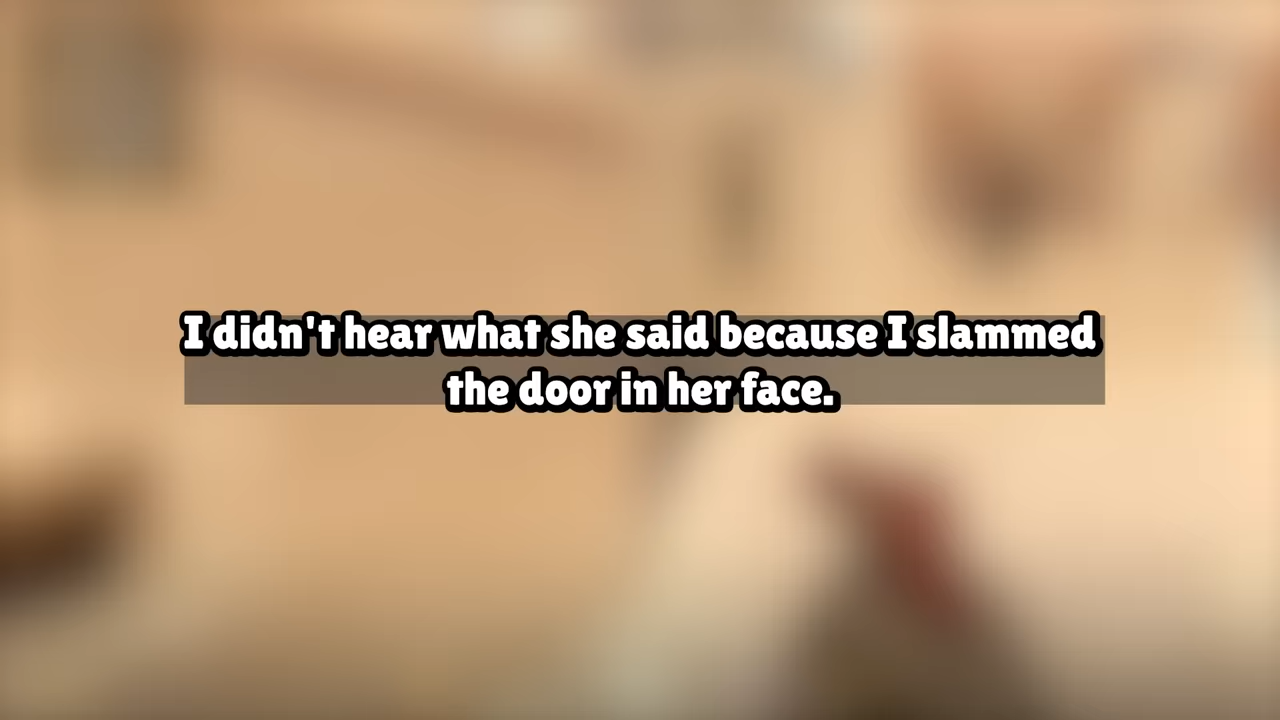 I didn't hear what she said because I slammed
the door in her face.